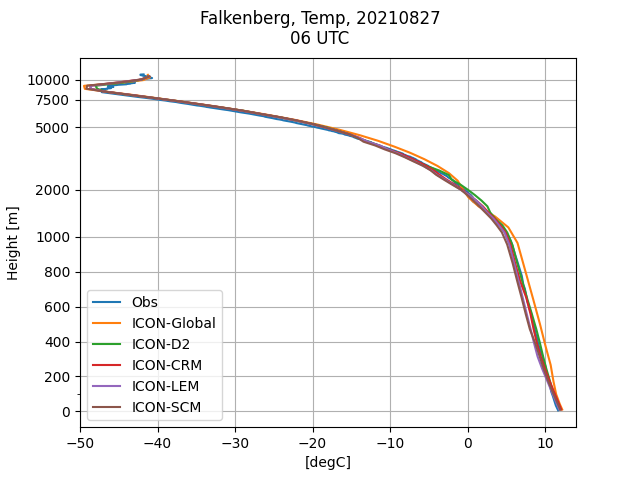 Falkenberg, Temp, 20210827
06 UTC
Height [m]
10000
7500
5000
2000
1000
800
600
400
200
0
Obs
ICON-Global
ICON-D2
ICON-CRM
ICON-LEM
ICON-SCM
−50
−40
−30
−20
−10
0
10
[degC]